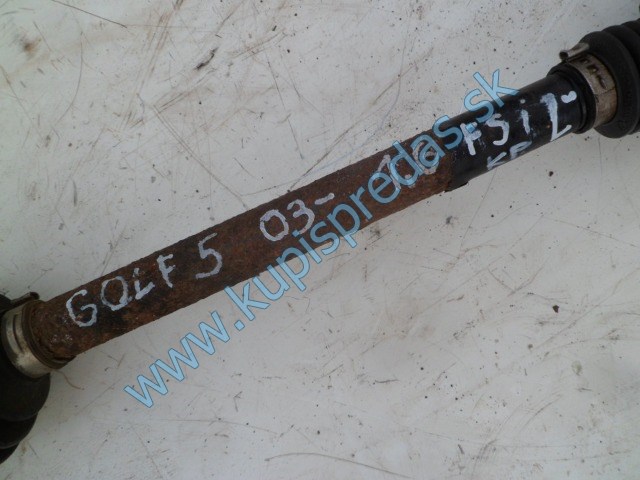 GOLF 5 03- 1,6 FSi
KP L-
www.kupispredas.sk